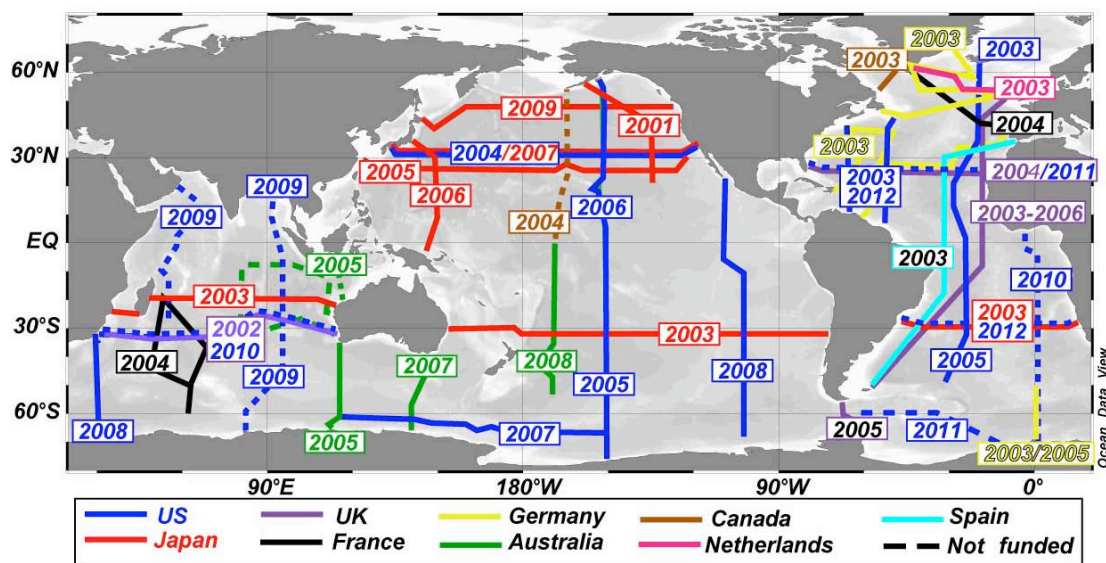 60°N
30°N
EQ
30°S
60°S
2003
2003
2003
2003
2009
2001
2004
2004/2007
2003
2009
2005
2003
2012
2004/2011
2009
2006
2006
2004
2003-2006
2005
2003
2010
2003
2003
2012
2002
2010
2003
2004
2007
2008
2005
2009
2005
2008
2008
2005
2007
2005
2011
2003/2005
Ocean Data View
90°E
180°W
90°W
0°
US
UK
Germany
Canada
Spain
Japan
France
Australia
Netherlands
Not funded